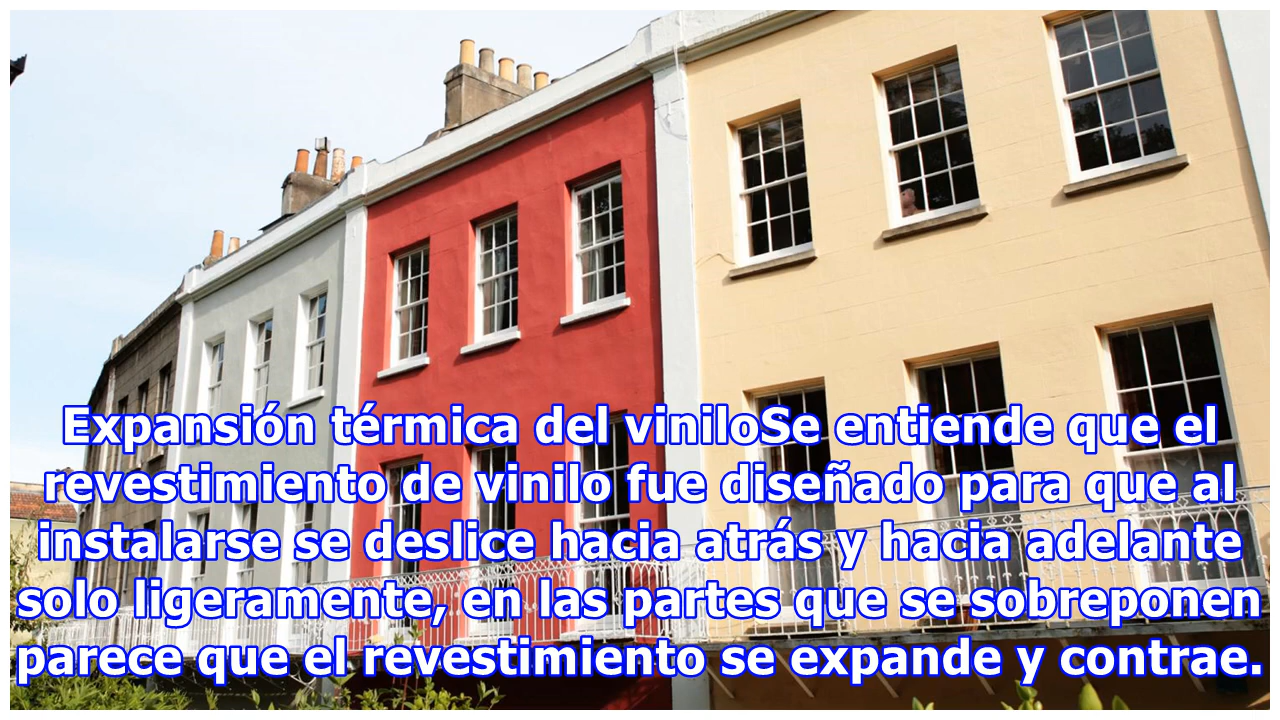 Expansión térmica del viniloSe entiende que el
revestimiento de vinilo fue diseñado para que al
instalarse se deslice hacia atrás y hacia adelante
solo ligeramente, en las partes que se sobreponen
parece que el revestimiento se expande y contrae.